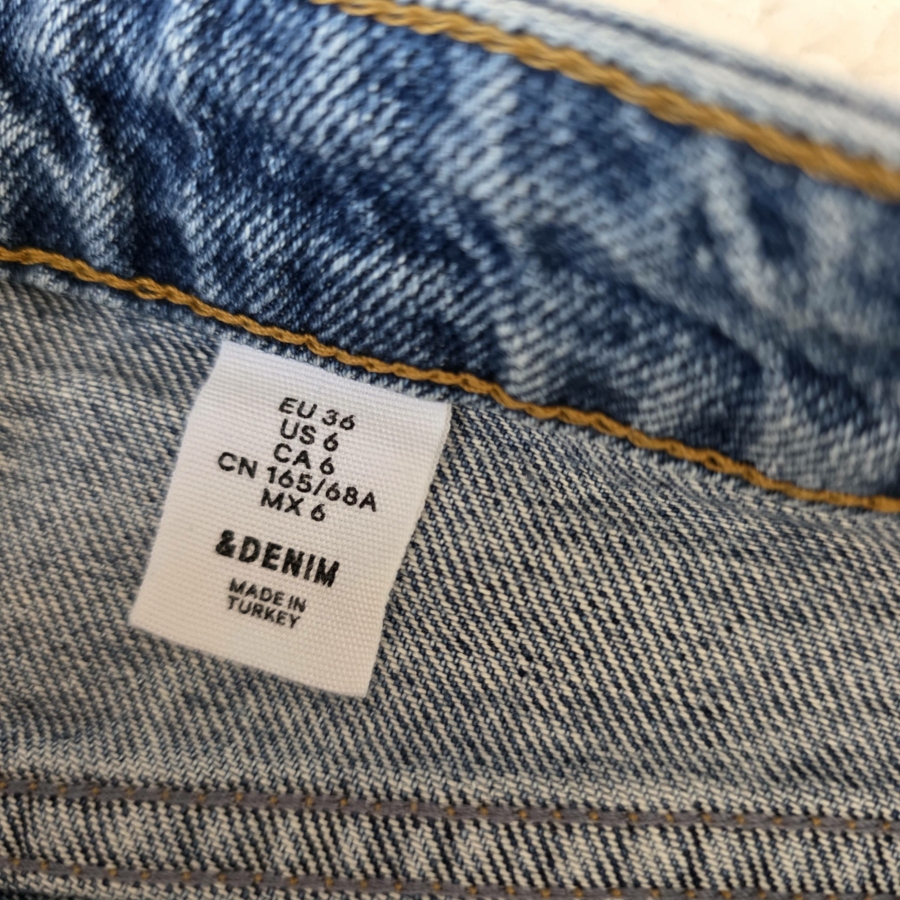 EU 36
US 6
CA 6
CN 165/68A
MX 6
&DENIM
MADE IN
TURKEY